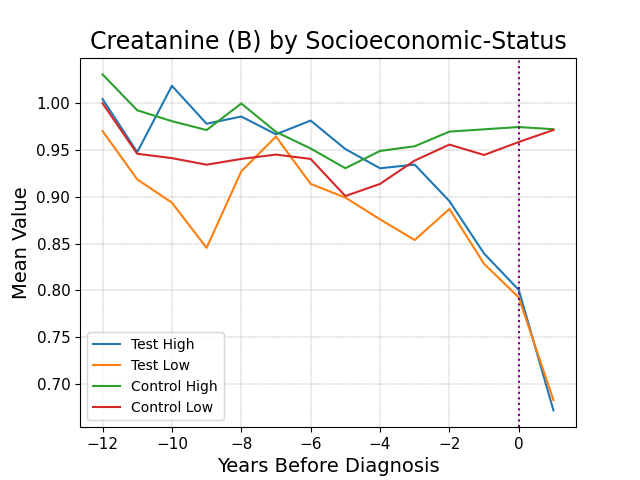 Creatanine (B) by Socioeconomic-Status
Mean Value
1.00
0.95
0.90
0.85
0.80
0.75
0.70
Test High
Test Low
Control High
Control Low
−12
−10
−8
−6
−4
−2
0
Years Before Diagnosis